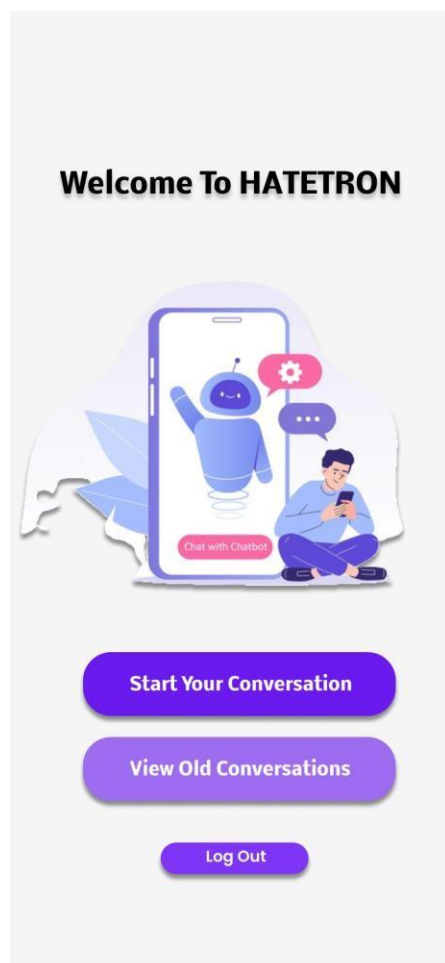 Welcome To HATETRON
Chat with Chatbot
Start Your Conversation
View Old Conversations
Log Out